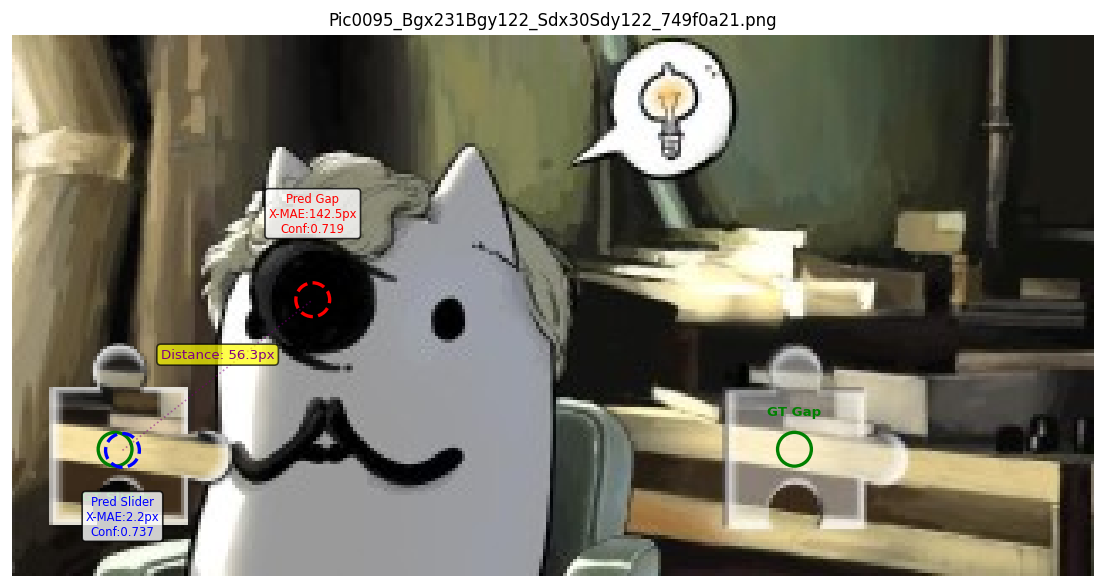 Pic0095_Bgx231Bgy122_Sdx30Sdy122_749f0a21.png
Pred Gap
X-MAE:142.5px
Conf:0.719
Distance: 56.3px
GT Gap
Pred Slider
X-MAE:2.2px
Conf:0.737